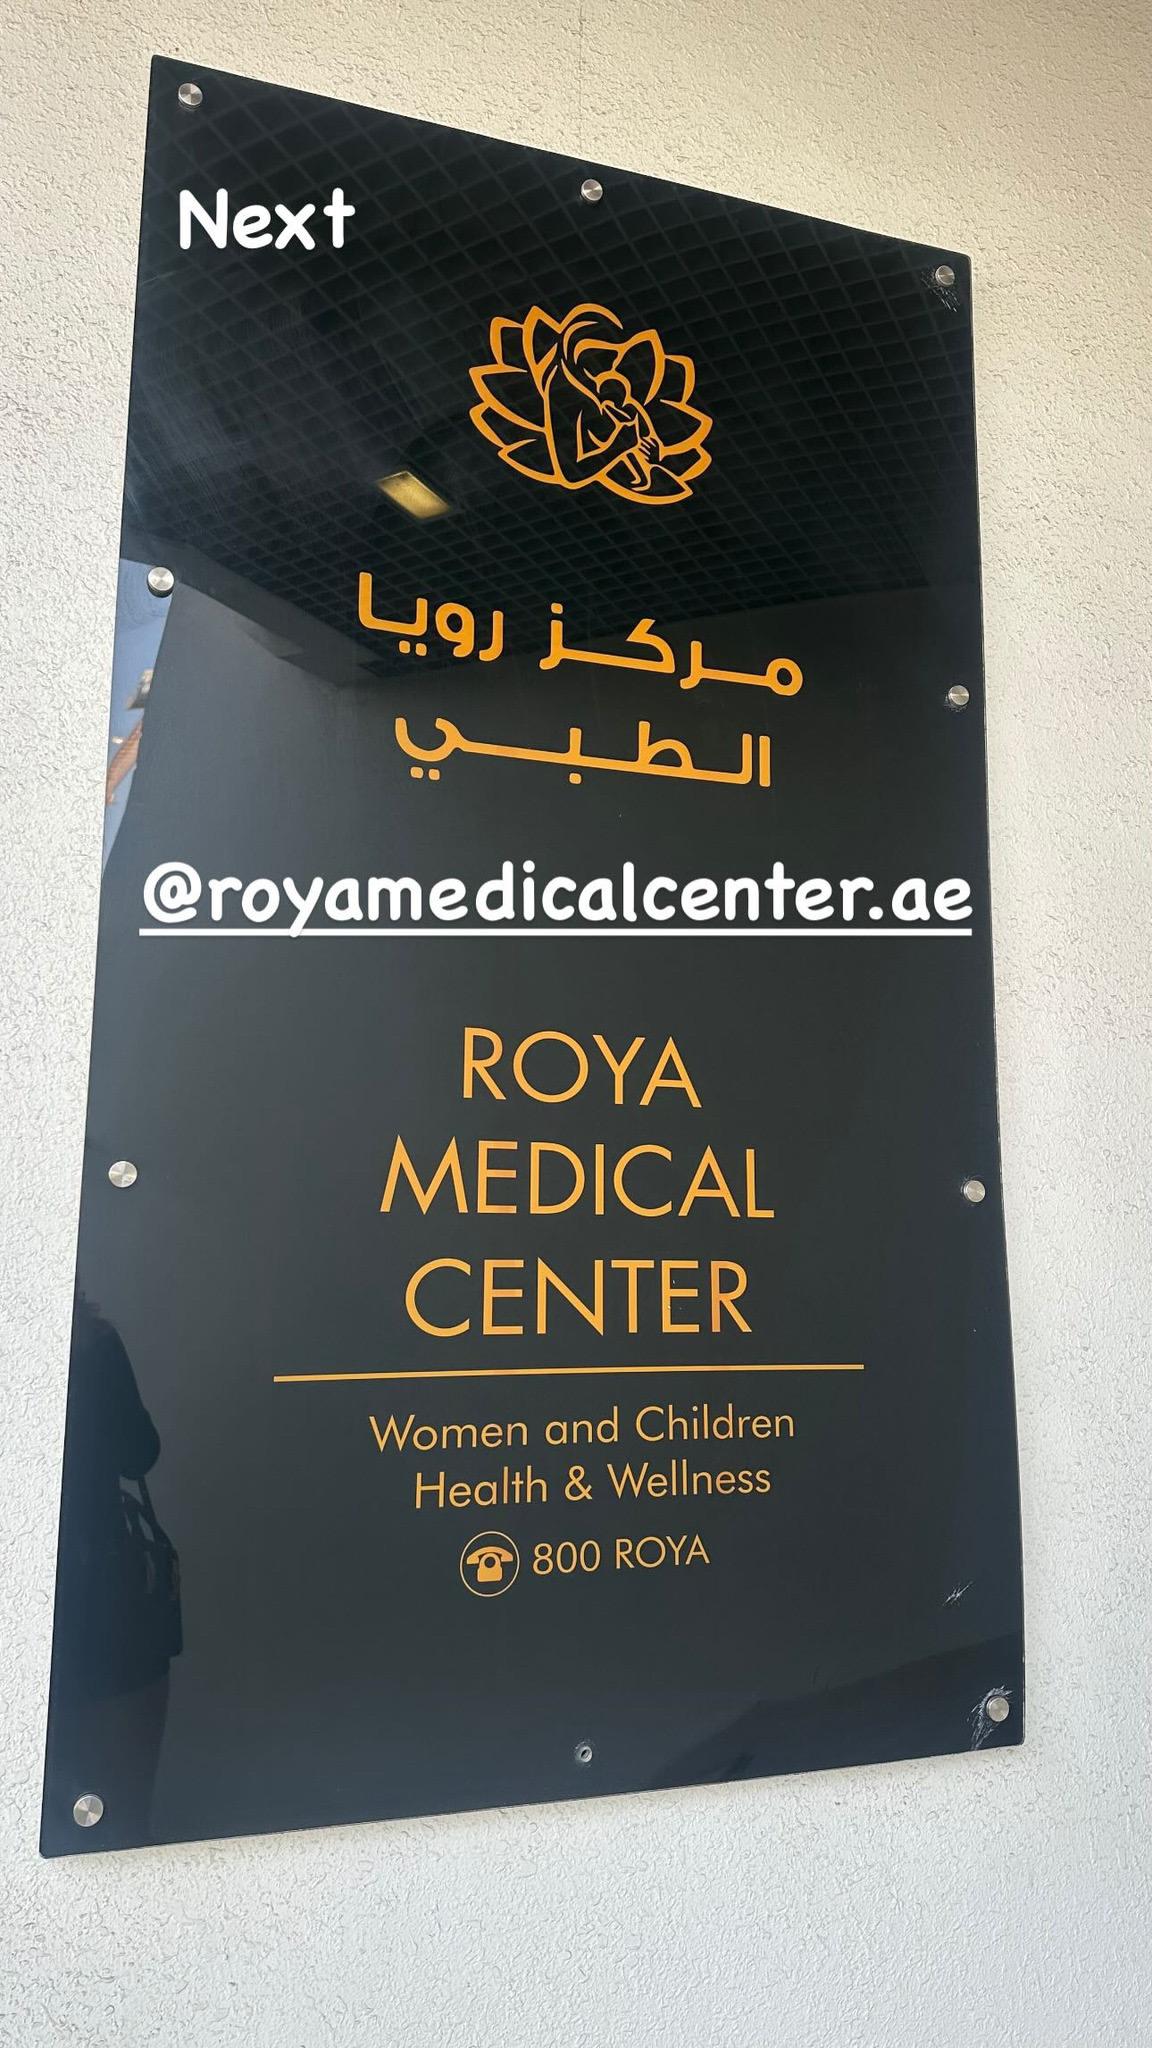 Next
مركز رويا
الطبي
@royamedicalcenter.ae
ROYA
MEDICAL
CENTER
Women and Children
Health & Wellness
800 ROYA